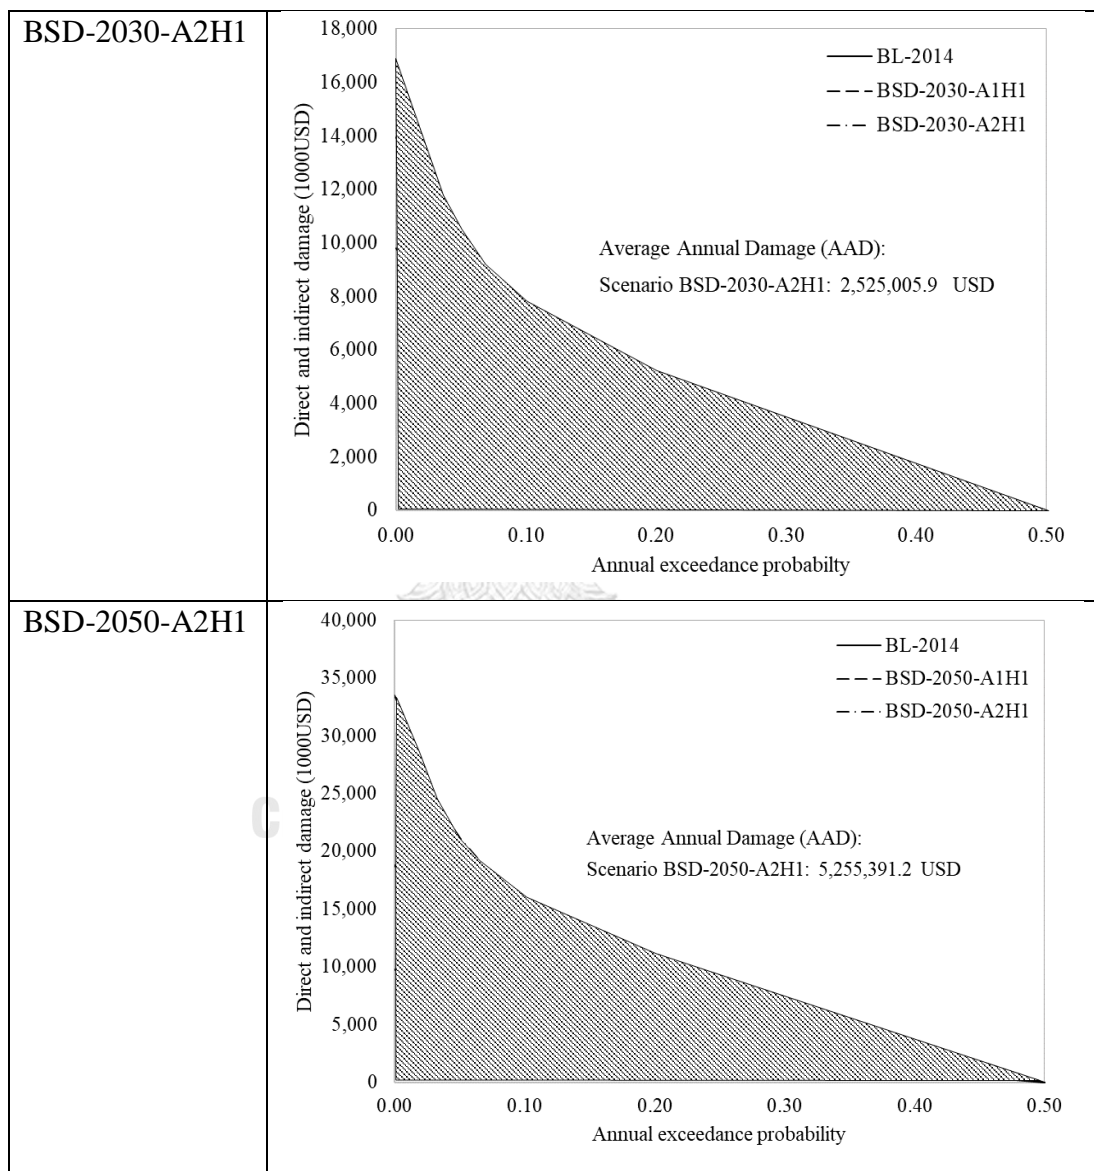 BSD-2030-A2H1
18,000
16,000
14,000
12,000
10,000
8,000
6,000
4,000
2,000
0
Direct and indirect damage (1000USD)
BL-2014
BSD-2030-A1H1
BSD-2030-A2H1
Average Annual Damage (AAD):
Scenario BSD-2030-A2H1: 2,525,005.9 USD
0.00 0.10 0.20 0.30 0.40 0.50
Annual exceedance probabilty
BSD-2050-A2H1
40,000
35,000
30,000
25,000
20,000
15,000
10,000
5,000
0
Direct and indirect damage (1000USD)
BL-2014
BSD-2050-A1H1
BSD-2050-A2H1
Average Annual Damage (AAD):
Scenario BSD-2050-A2H1: 5,255,391.2 USD
0.00 0.10 0.20 0.30 0.40 0.50
Annual exceedance probability
C